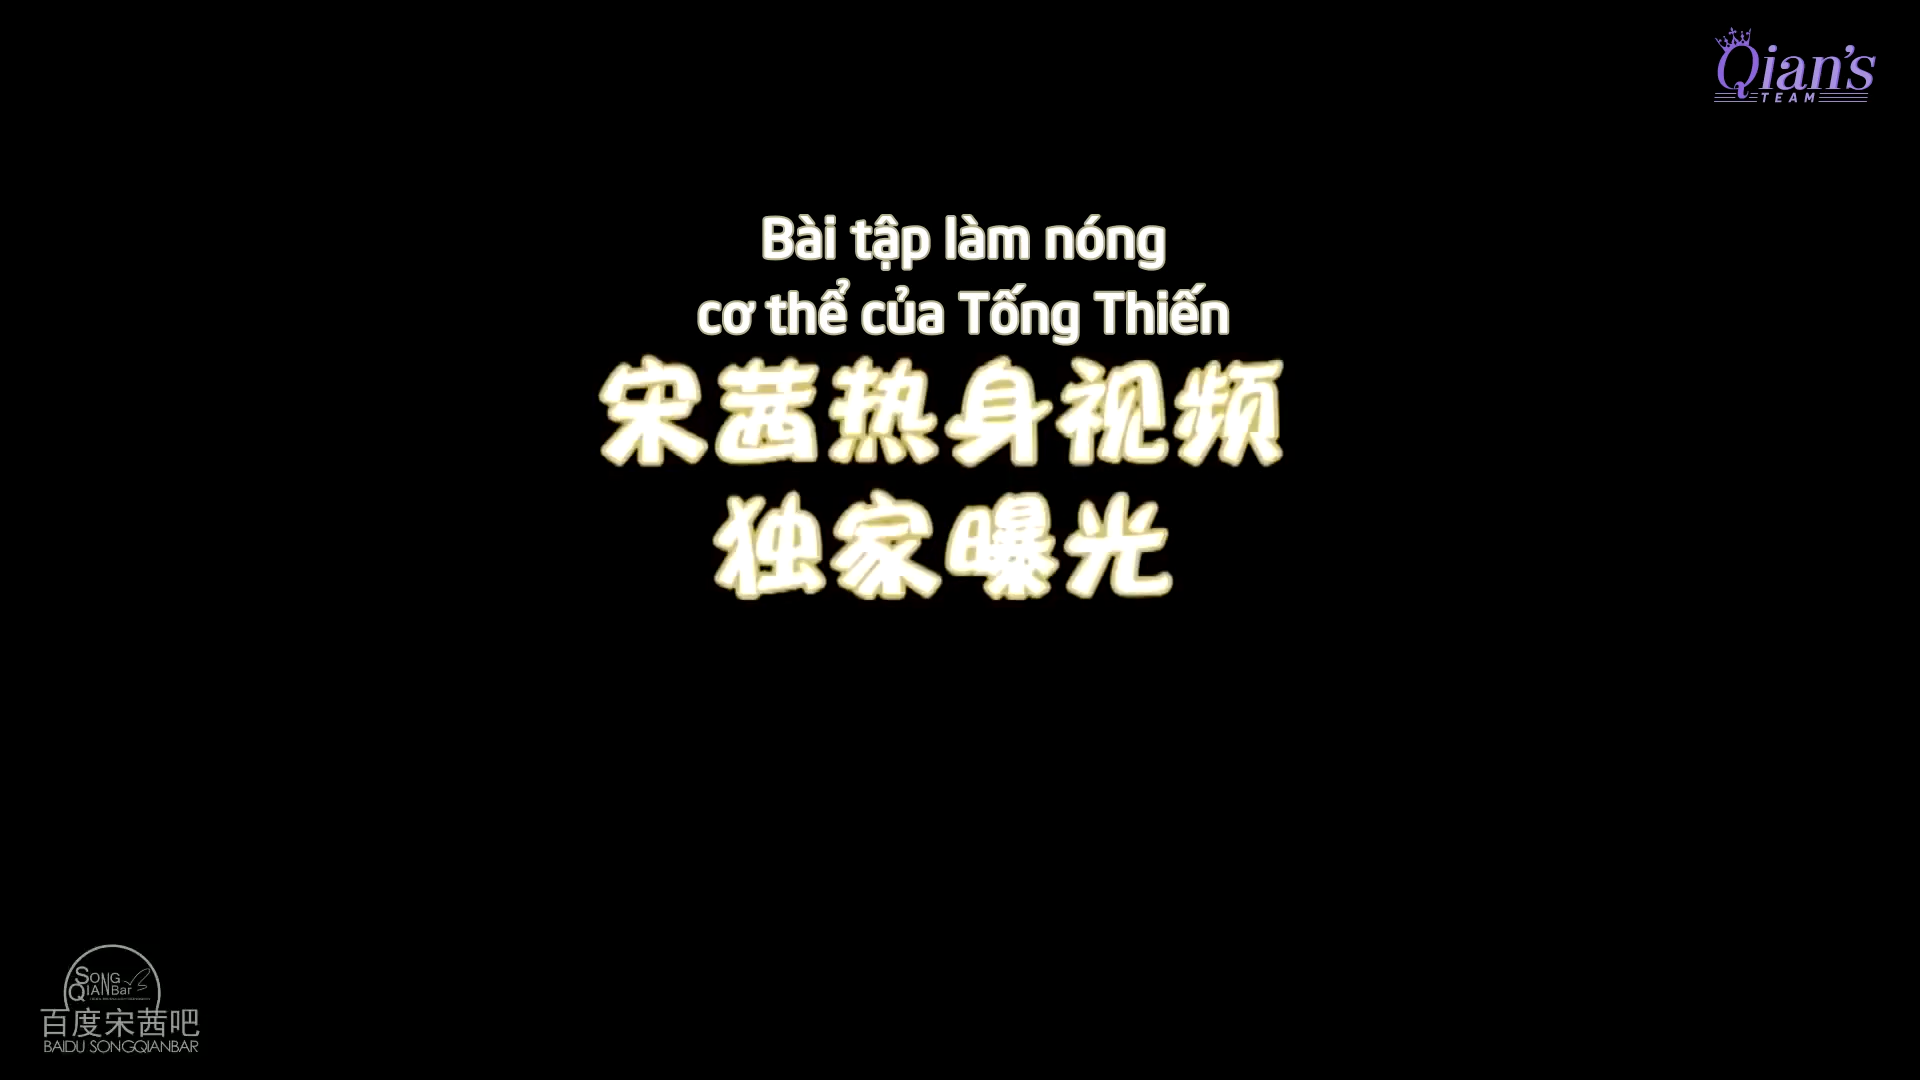 Qian's
TEAM
Bài tập làm nóng
cơ thể của Tống Thiến
宋茜热身视频
独家曝光
SONG
QIANBar
百度宋茜吧
BAIDU SONGQIANBAR